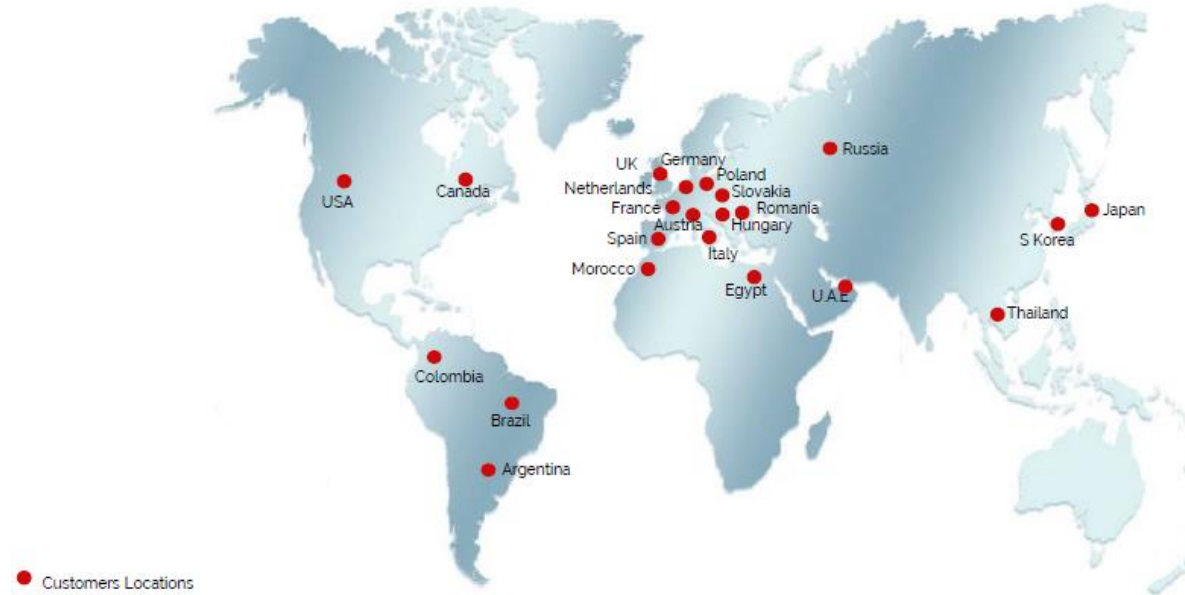 Russia
UK
Germany
Poland
Netherlands
Slovakia
USA
Canada
France
Romania
Japan
Austria
Hungary
Spain
S Korea
Italy
Morocco
Egypt
U.A.E.
Thailand
Colombia
Brazil
Argentina
Customers Locations